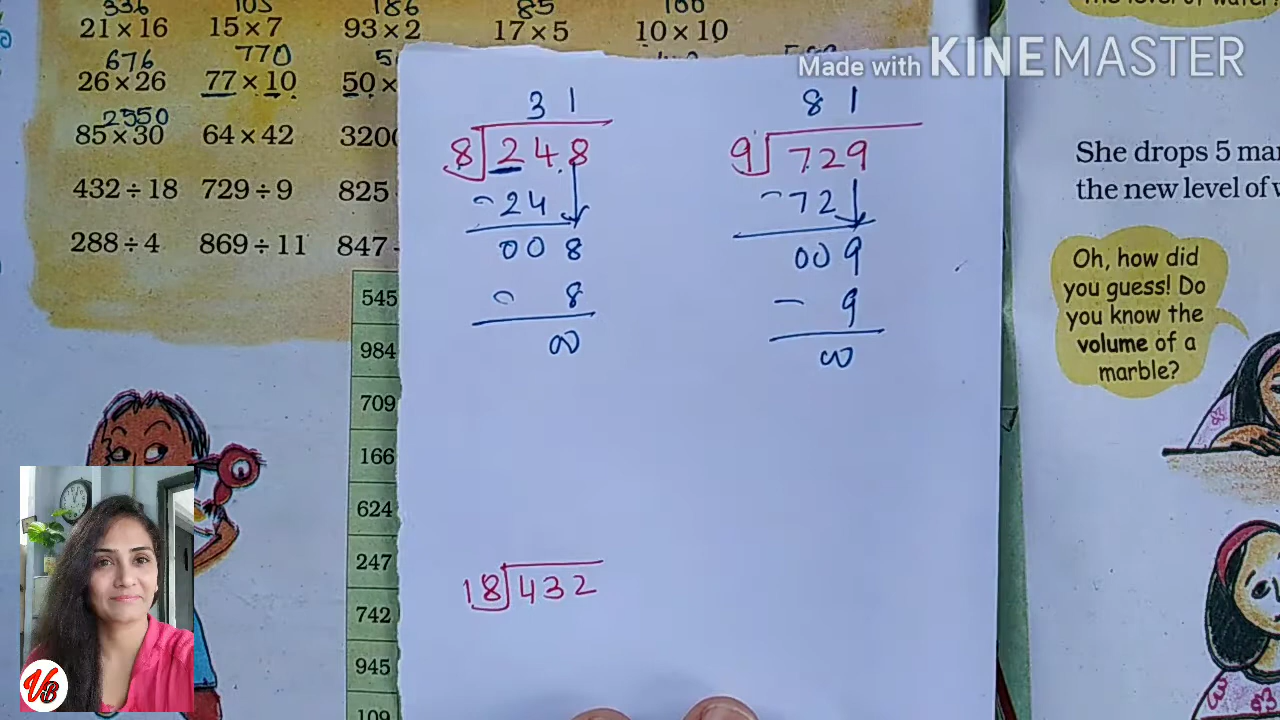 Made with KINEMASTER
336 105 186 85 100
21 × 16 15 × 7 93 × 2 17 × 5 10 × 10
676 770
26 × 26 77 × 10 50 ×
2550
85 × 30 64 × 42 3200
432 ÷ 18 729 ÷ 9 825
288 ÷ 4 869 ÷ 11 847
545
984
709
166
624
247
742
945
109
31
8 248
- 24
008
- 8
00
81
9 729
- 72
009
- 9
00
18 432
She drops 5 mar
the new level of w
Oh, how did
you guess! Do
you know the
volume of a
marble?
VB